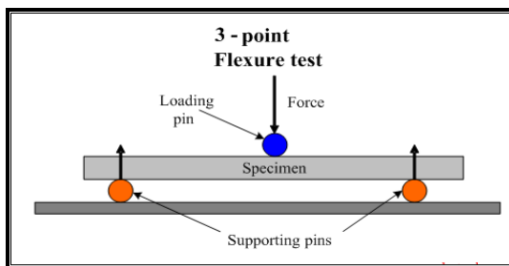 3 - point
Flexure test
Loading
pin
Force
Specimen
Supporting pins